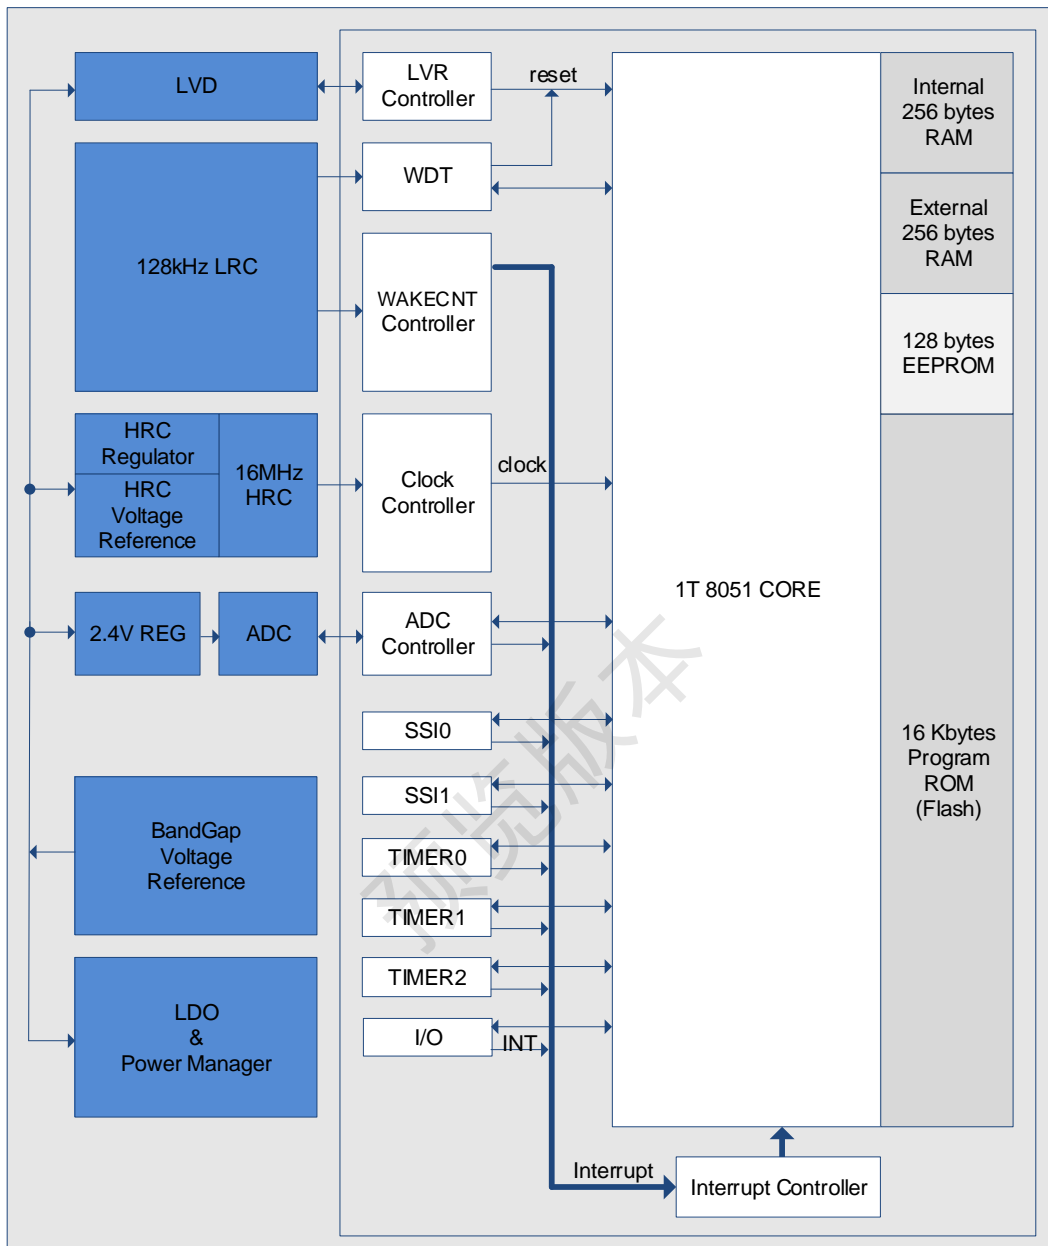 LVD
LVR
Controller
reset
Internal
256 bytes
RAM
WDT
External
256 bytes
RAM
128kHz LRC
WAKECNT
Controller
128 bytes
EEPROM
HRC
Regulator
HRC
Voltage
Reference
16MHz
HRC
Clock
Controller
clock
1T 8051 CORE
2.4V REG
ADC
ADC
Controller
SSI0
SSI1
16 Kbytes
Program
ROM
(Flash)
BandGap
Voltage
Reference
TIMER0
TIMER1
TIMER2
LDO
&
Power Manager
I/O
INT
Interrupt
Interrupt Controller
预览版本